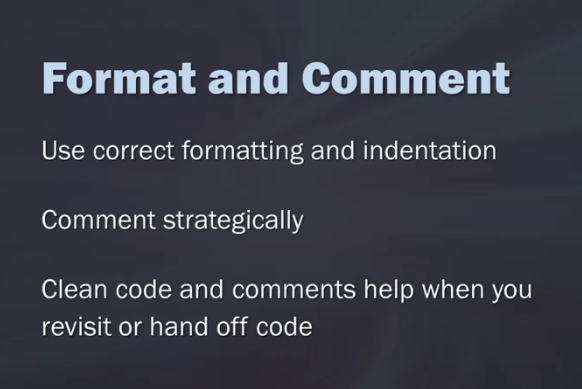 Format and Comment
Use correct formatting and indentation
Comment strategically
Clean code and comments help when you
revisit or hand off code